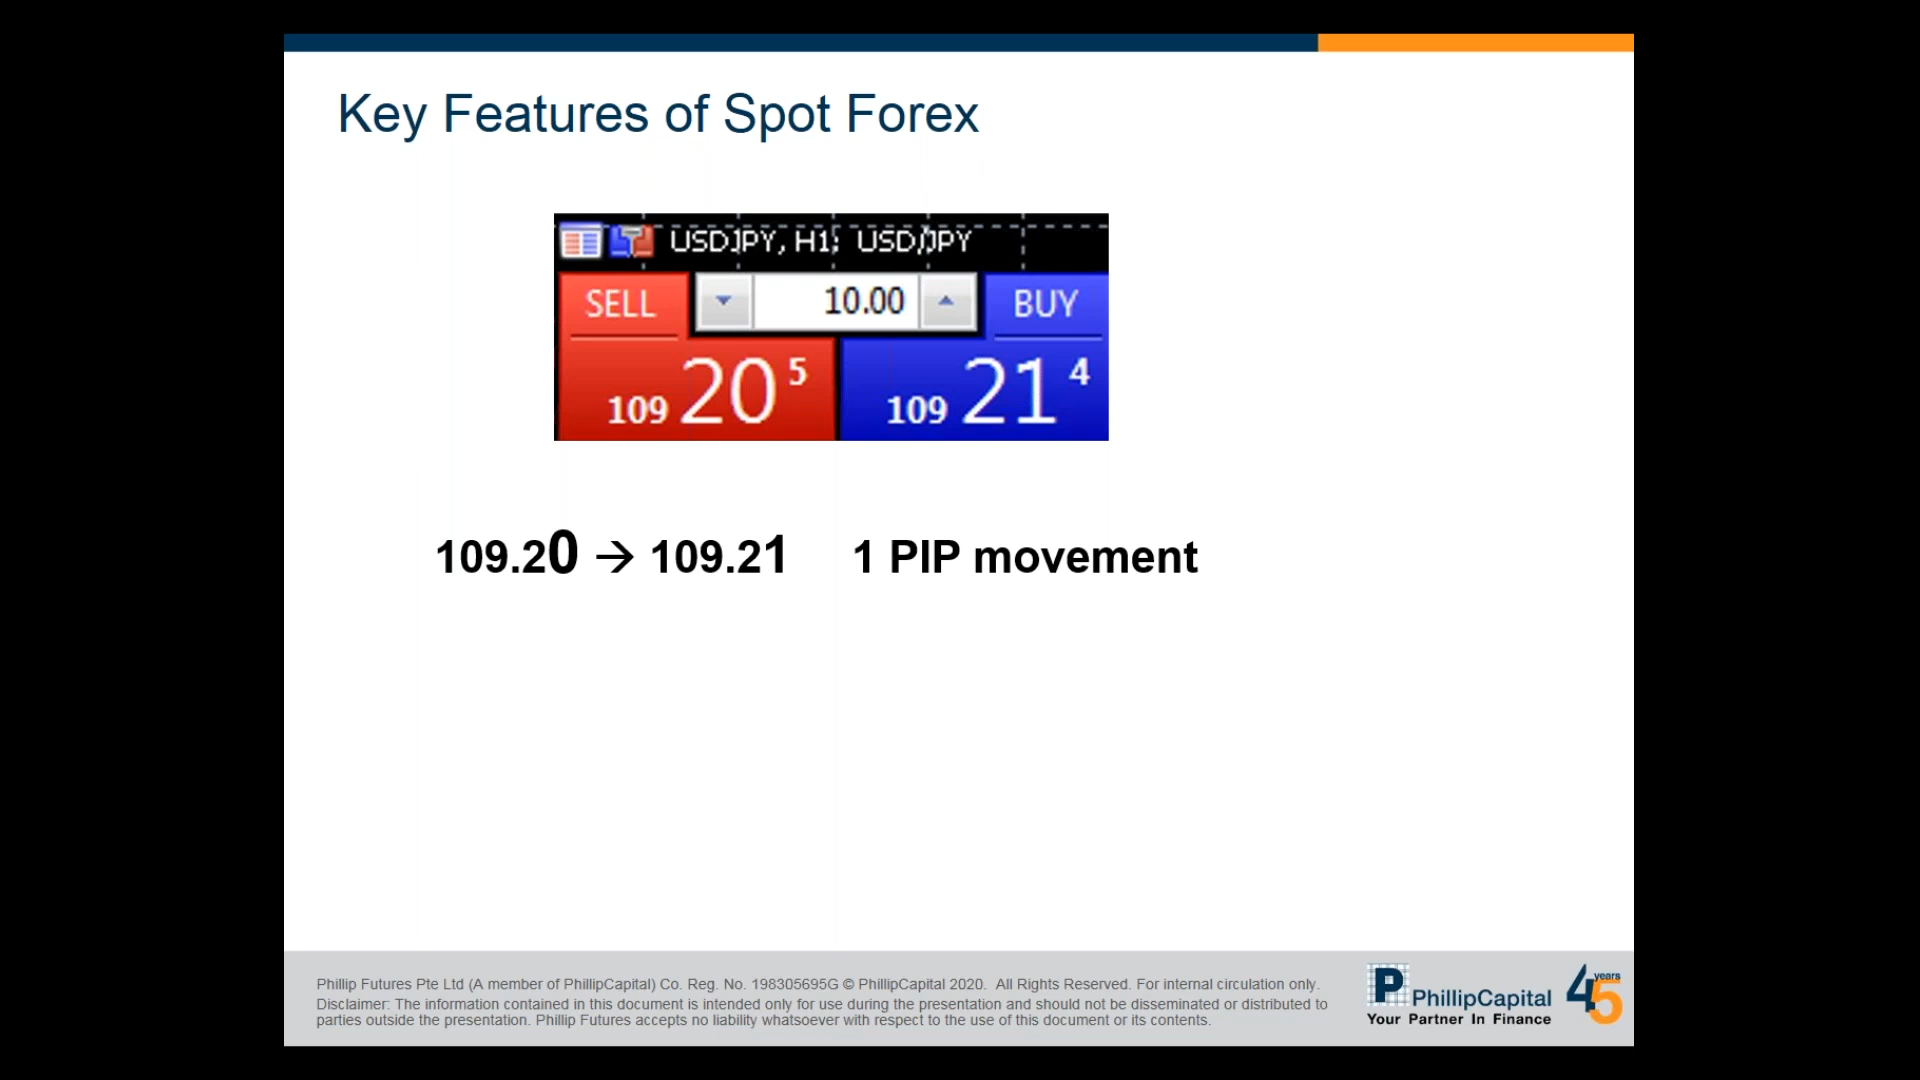 Key Features of Spot Forex
USDJPY, H1: USD/JPY
SELL 10.00 BUY
109 20 5 109 21 4
109.20 → 109.21 1 PIP movement
Phillip Futures Pte Ltd (A member of PhillipCapital) Co. Reg. No. 198305695G © PhillipCapital 2020. All Rights Reserved. For internal circulation only.
Disclaimer: The information contained in this document is intended only for use during the presentation and should not be disseminated or distributed to
parties outside the presentation. Phillip Futures accepts no liability whatsoever with respect to the use of this document or its contents.
P PhillipCapital
Your Partner In Finance
45 years